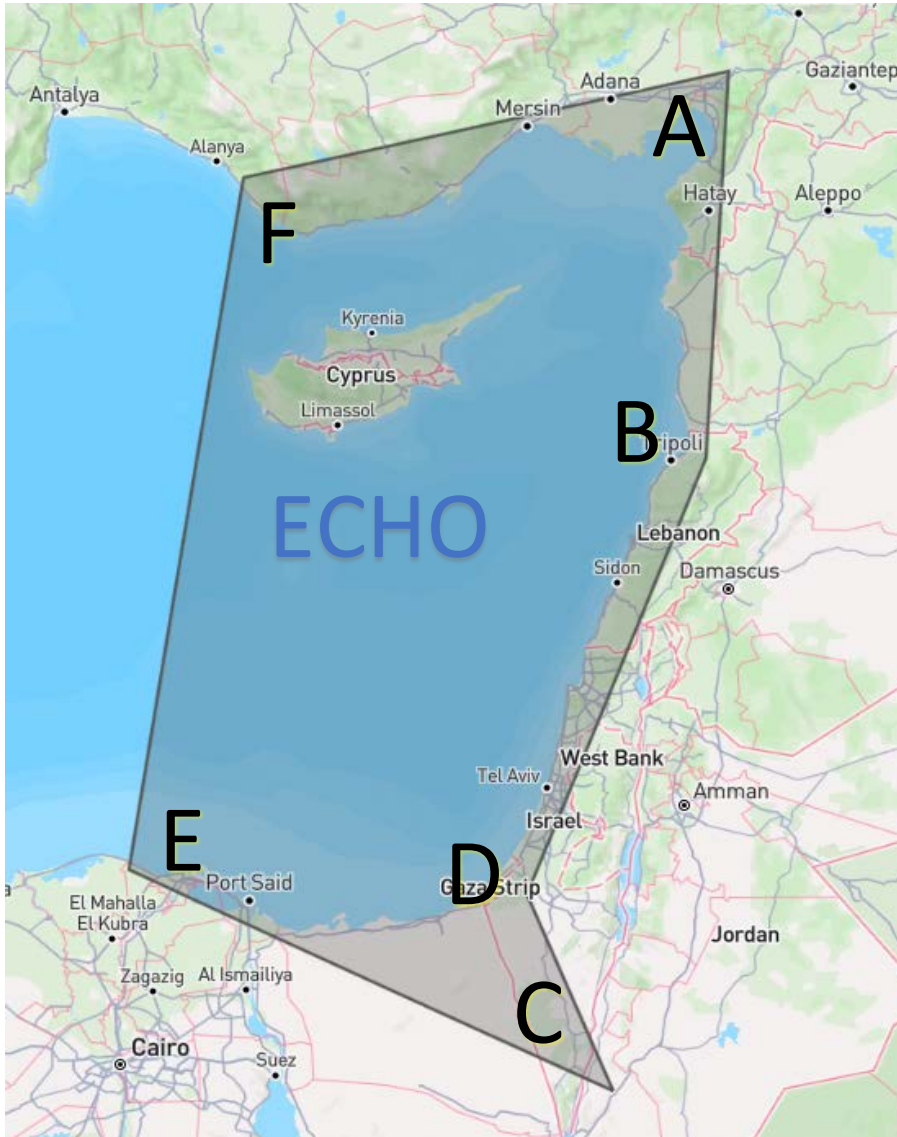 Gaziantep
Adana
Antalya
A
Mersin
Alanya
Hatay
Aleppo
F
Kyrenia
Cyprus
Limassol
B
Tripoli
ECHO
Lebanon
Sidon
Damascus
West Bank
Tel Aviv
Amman
Israel
E
D
Port Said
Gaza Strip
El Mahalla
El Kubra
Jordan
Zagazig
Al Ismailiya
C
Cairo
Suez